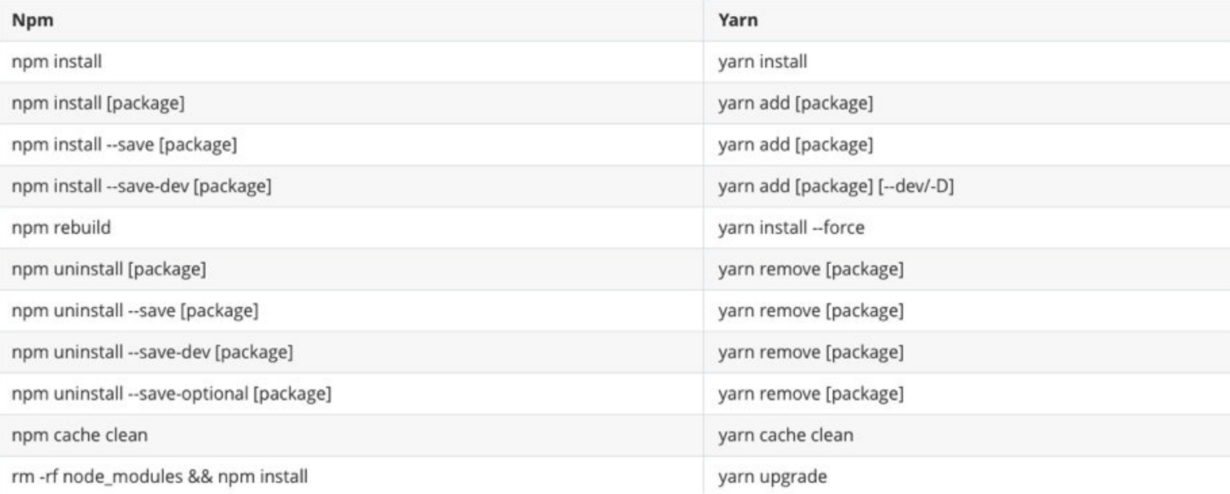 Npm Yarn
npm install yarn install
npm install [package] yarn add [package]
npm install --save [package] yarn add [package]
npm install --save-dev [package] yarn add [package] [--dev/-D]
npm rebuild yarn install --force
npm uninstall [package] yarn remove [package]
npm uninstall --save [package] yarn remove [package]
npm uninstall --save-dev [package] yarn remove [package]
npm uninstall --save-optional [package] yarn remove [package]
npm cache clean yarn cache clean
rm -rf node_modules && npm install yarn upgrade